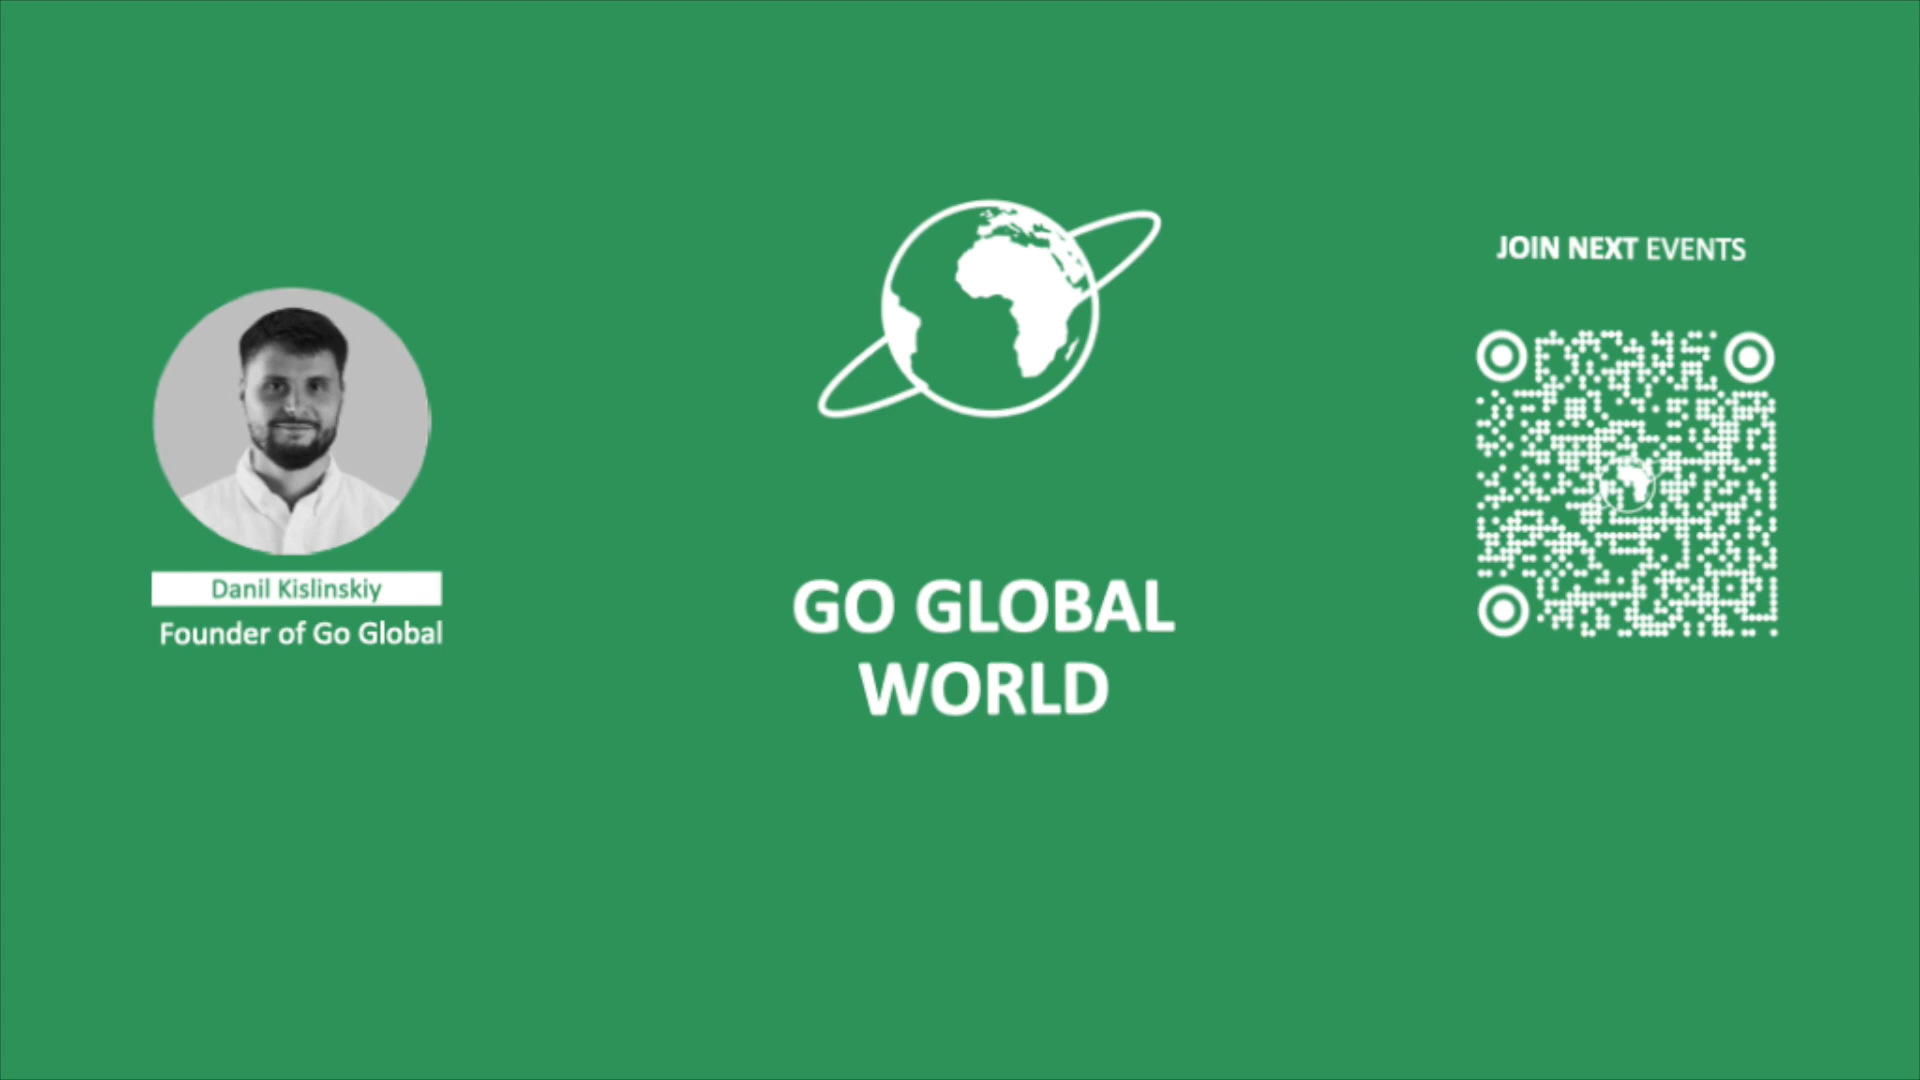 Danil Kislinskiy
Founder of Go Global
GO GLOBAL
WORLD
JOIN NEXT EVENTS